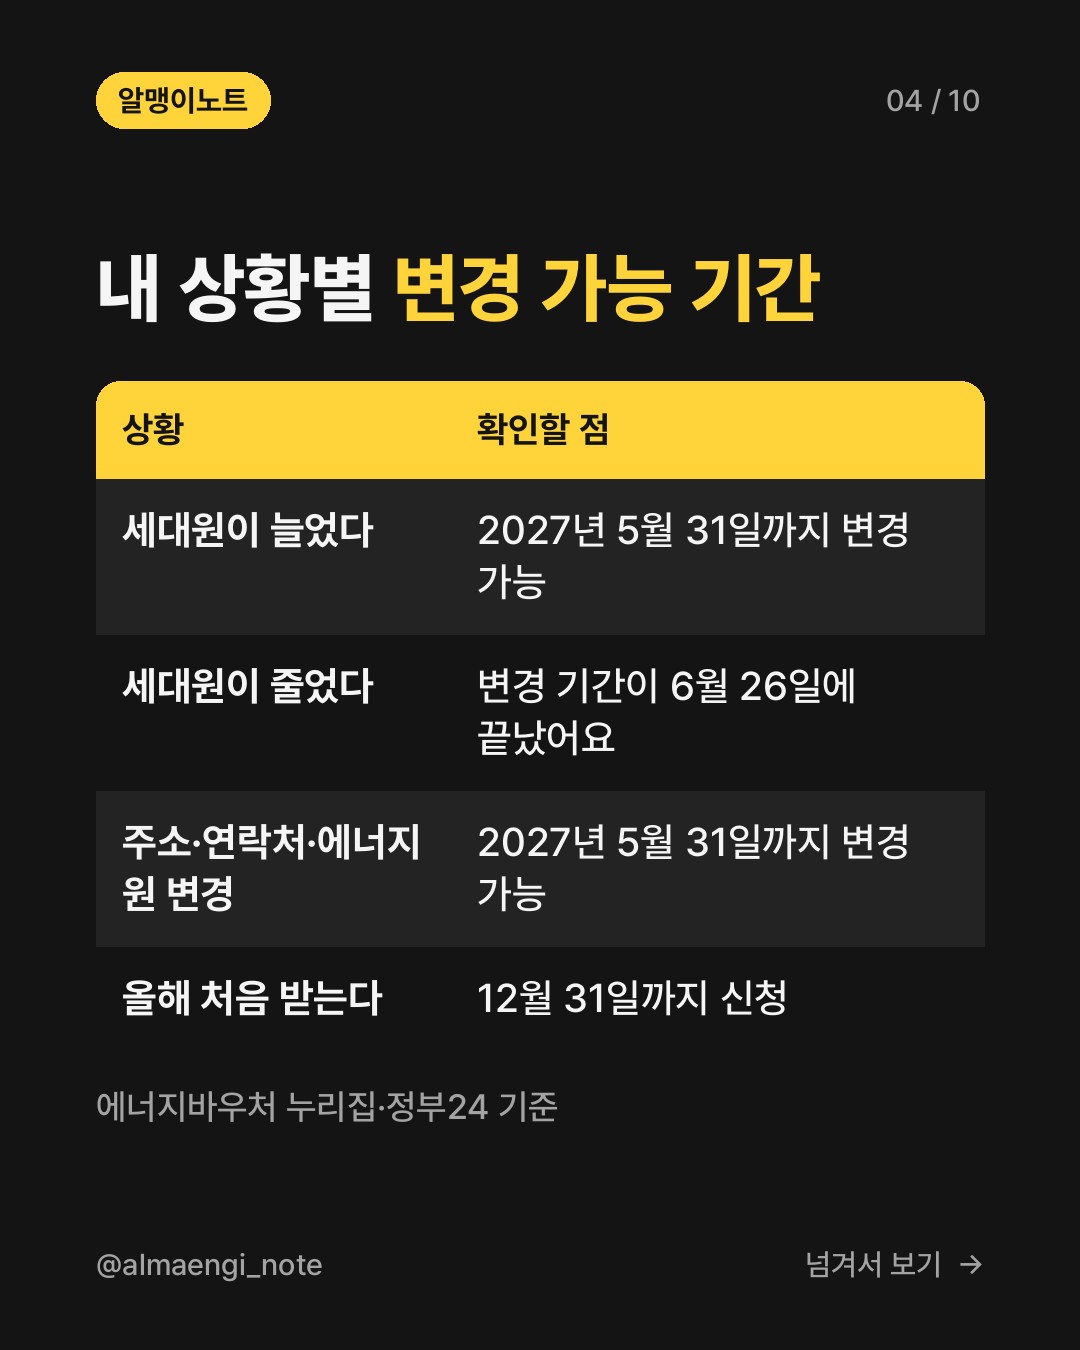 알맹이노트
04 / 10
내 상황별 변경 가능 기간
상황 확인할 점
세대원이 늘었다 2027년 5월 31일까지 변경
가능
세대원이 줄었다 변경 기간이 6월 26일에
끝났어요
주소·연락처·에너지 2027년 5월 31일까지 변경
원 변경 가능
올해 처음 받는다 12월 31일까지 신청
에너지바우처 누리집·정부24 기준
@almaengi_note
넘겨서 보기 →